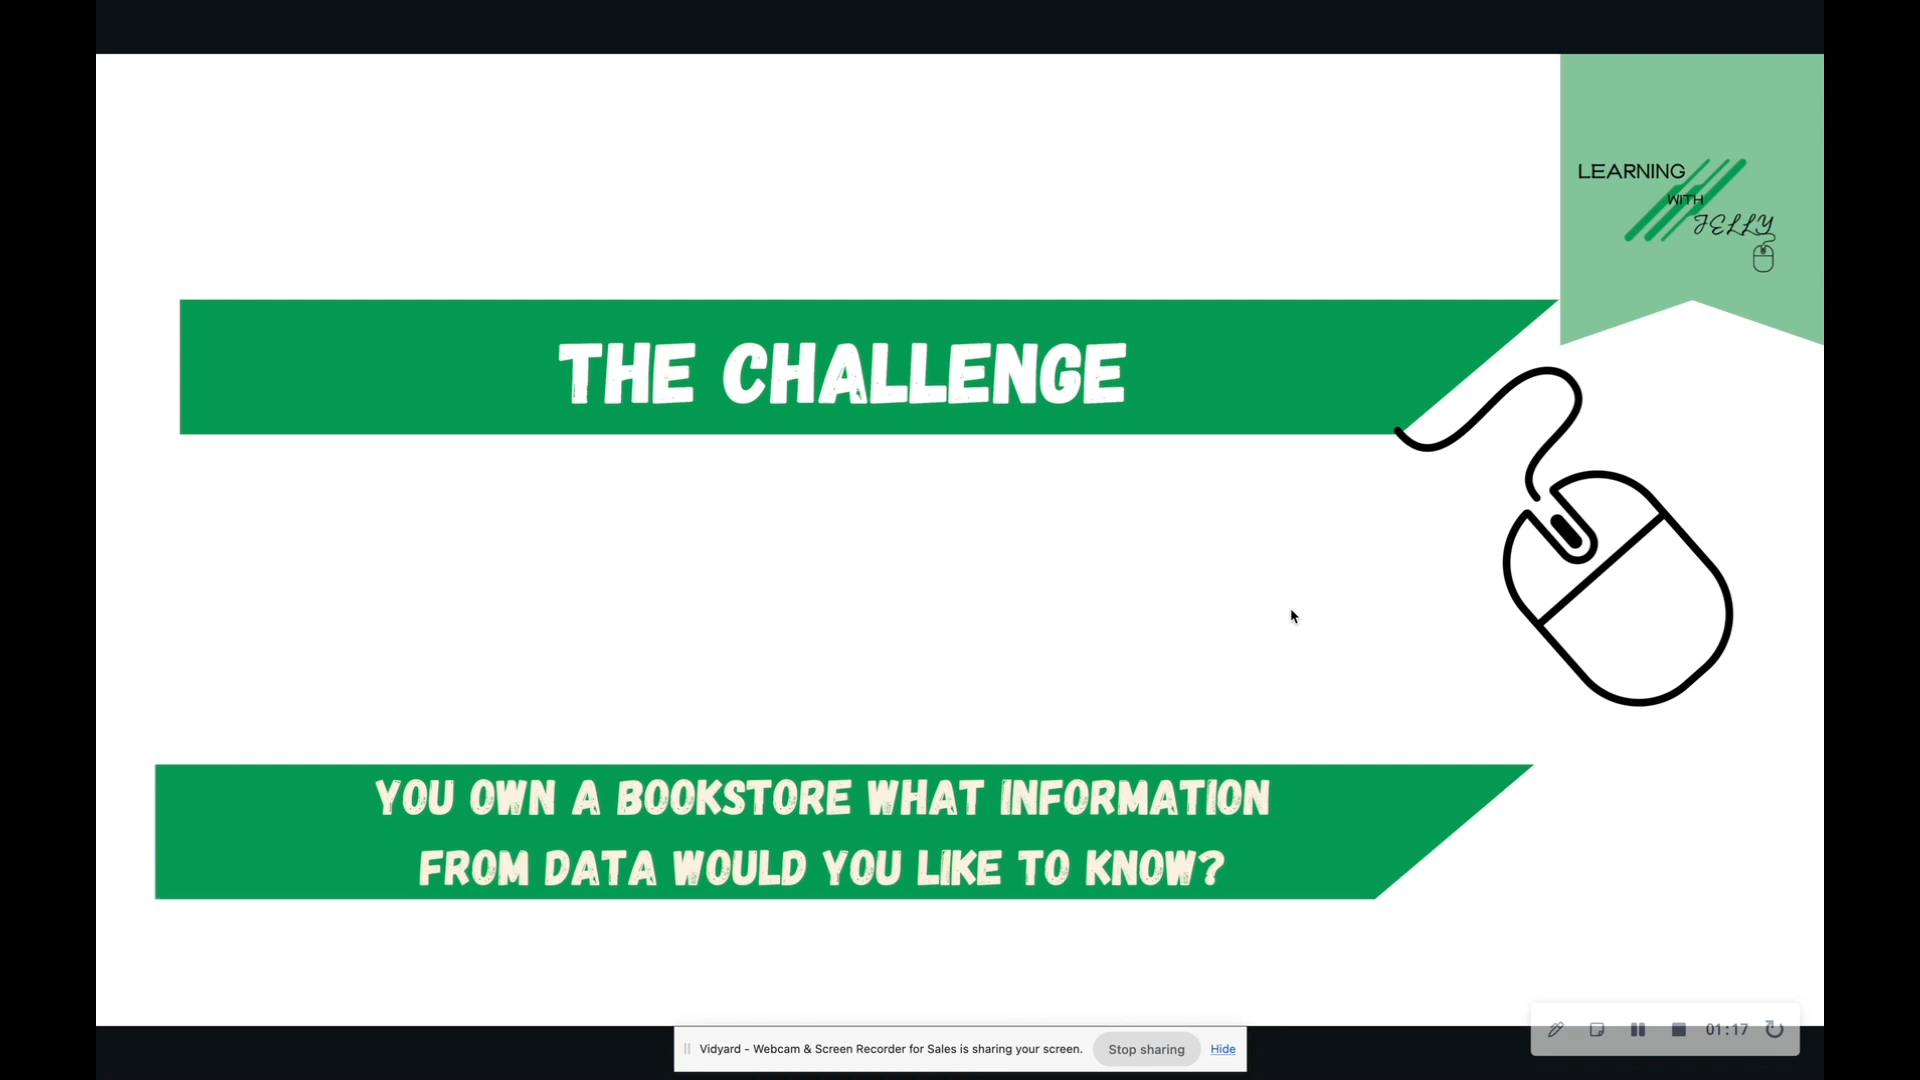 LEARNING
WITH
JELLY
THE CHALLENGE
YOU OWN A BOOKSTORE WHAT INFORMATION
FROM DATA WOULD YOU LIKE TO KNOW?
Vidyard - Webcam & Screen Recorder for Sales is sharing your screen.
Stop sharing
Hide
01:17